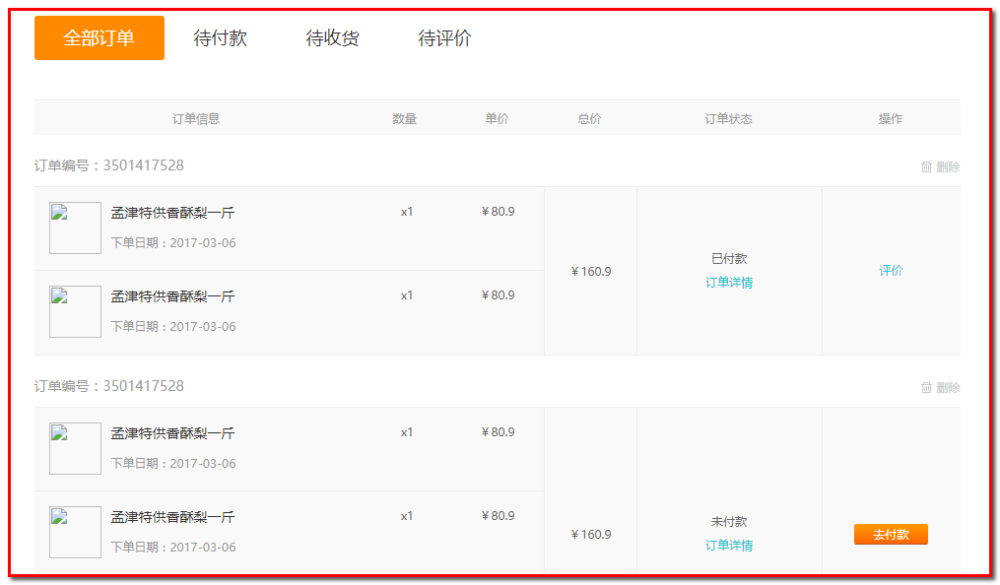 全部订单 待付款 待收货 待评价
订单信息 数量 单价 总价 订单状态 操作
订单编号：3501417528 删除
孟津特供香酥梨一斤 x1 ￥80.9
下单日期：2017-03-06
￥160.9 已付款 评价
订单详情
孟津特供香酥梨一斤 x1 ￥80.9
下单日期：2017-03-06
订单编号：3501417528 删除
孟津特供香酥梨一斤 x1 ￥80.9
下单日期：2017-03-06
孟津特供香酥梨一斤 x1 ￥80.9
下单日期：2017-03-06
￥160.9 未付款 去付款
订单详情